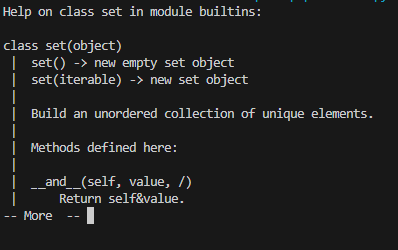 Help on class set in module builtins:

class set(object)
 |  set() -> new empty set object
 |  set(iterable) -> new set object
 |
 |  Build an unordered collection of unique elements.
 |
 |  Methods defined here:
 |
 |  __and__(self, value, /)
 |      Return self&value.
-- More  --